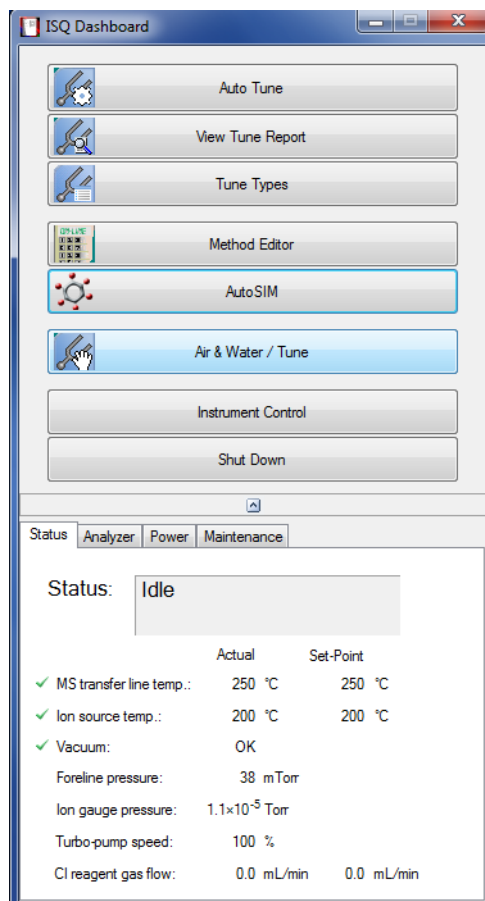 ISQ Dashboard
Auto Tune
View Tune Report
Tune Types
Method Editor
AutoSIM
Air & Water / Tune
Instrument Control
Shut Down
Status Analyzer Power Maintenance
Status: Idle
Actual Set-Point
MS transfer line temp.: 250 °C 250 °C
Ion source temp.: 200 °C 200 °C
Vacuum: OK
Foreline pressure: 38 mTorr
Ion gauge pressure: 1.1×10⁻⁵ Torr
Turbo-pump speed: 100 %
CI reagent gas flow: 0.0 mL/min 0.0 mL/min